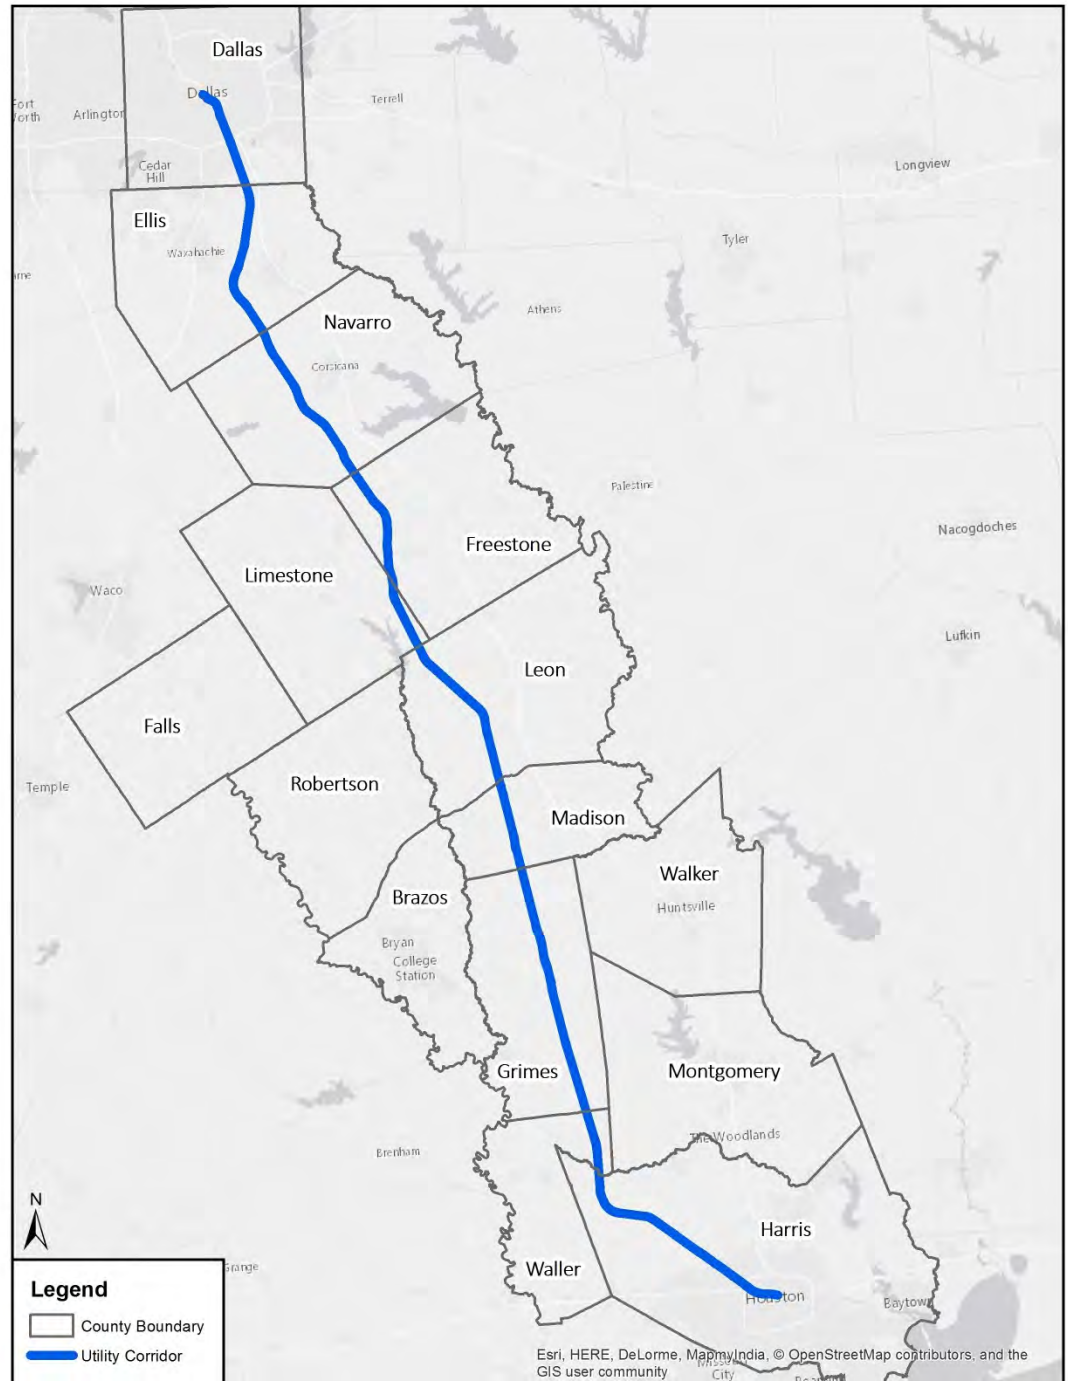 Dallas
Dallas
Terrell
Fort
Worth
Arlington
Cedar
Hill
Longview
Ellis
Waxahachie
Tyler
Athens
Navarro
Corsicana
Palestine
Nacogdoches
Freestone
Limestone
Waco
Lufkin
Leon
Falls
Temple
Robertson
Madison
Walker
Huntsville
Brazos
Bryan
College
Station
Grimes
Montgomery
The Woodlands
Brenham
Harris
Waller
Houston
Baytown
N
Grange
Legend
County Boundary
Utility Corridor
Esri, HERE, DeLorme, MapmyIndia, © OpenStreetMap contributors, and the
GIS user community
City